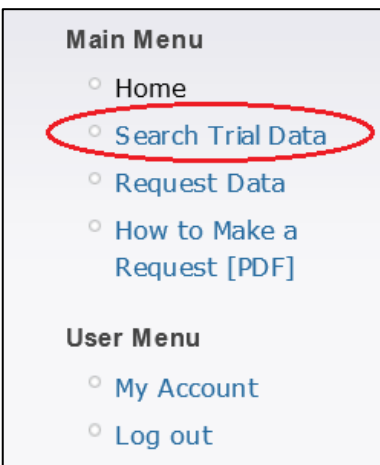 Main Menu
Home
Search Trial Data
Request Data
How to Make a
Request [PDF]
User Menu
My Account
Log out